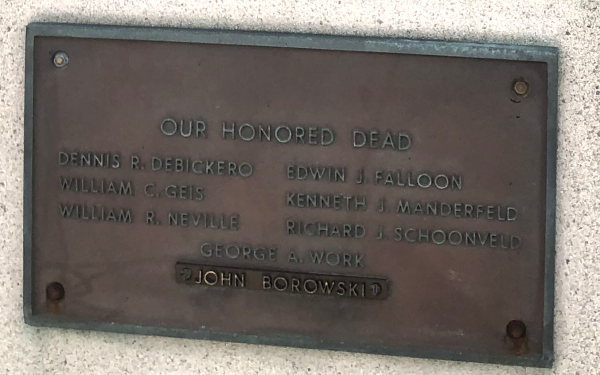 OUR HONORED DEAD
DENNIS R. DEBICKERO EDWIN J. FALLOON
WILLIAM C. GEIS KENNETH J. MANDERFELD
WILLIAM R. NEVILLE RICHARD J. SCHOONVELD
GEORGE A. WORK
JOHN BOROWSKI